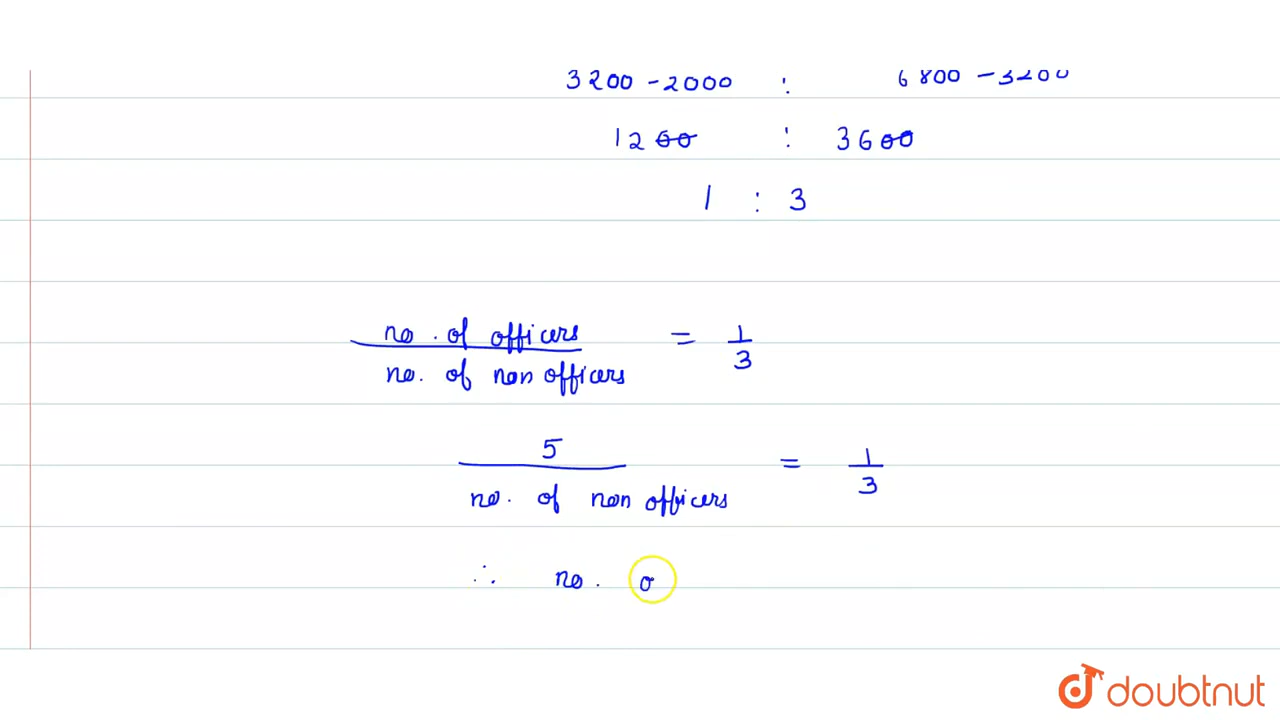 3200 - 2000 : 6800 - 3200
1200 : 3600
1 : 3
no. of officers = 1
no. of non officers 3
5 = 1
no. of non officers 3
∴ no. o
doubtnut